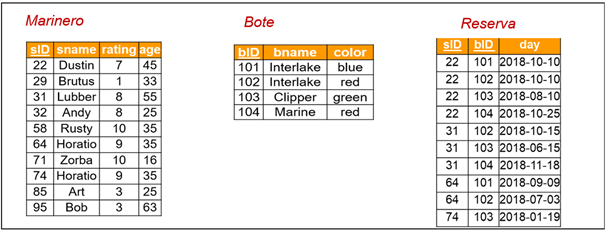 Marinero
sID sname rating age
22 Dustin 7 45
29 Brutus 1 33
31 Lubber 8 55
32 Andy 8 25
58 Rusty 10 35
64 Horatio 9 35
71 Zorba 10 16
74 Horatio 9 35
85 Art 3 25
95 Bob 3 63
Bote
bID bname color
101 Interlake blue
102 Interlake red
103 Clipper green
104 Marine red
Reserva
sID bID day
22 101 2018-10-10
22 102 2018-10-10
22 103 2018-08-10
22 104 2018-10-25
31 102 2018-10-15
31 103 2018-06-15
31 104 2018-11-18
64 101 2018-09-09
64 102 2018-07-03
74 103 2018-01-19